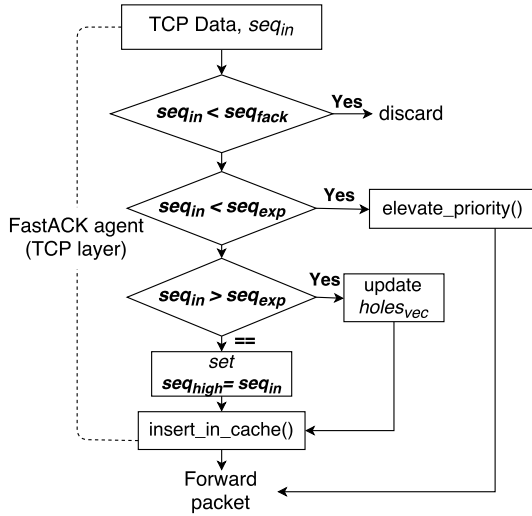 TCP Data, seq_in
seq_in < seq_fack
Yes
discard
seq_in < seq_exp
Yes
elevate_priority()
FastACK agent
(TCP layer)
seq_in > seq_exp
Yes
update
holes_vec
==
set
seq_high= seq_in
insert_in_cache()
Forward
packet